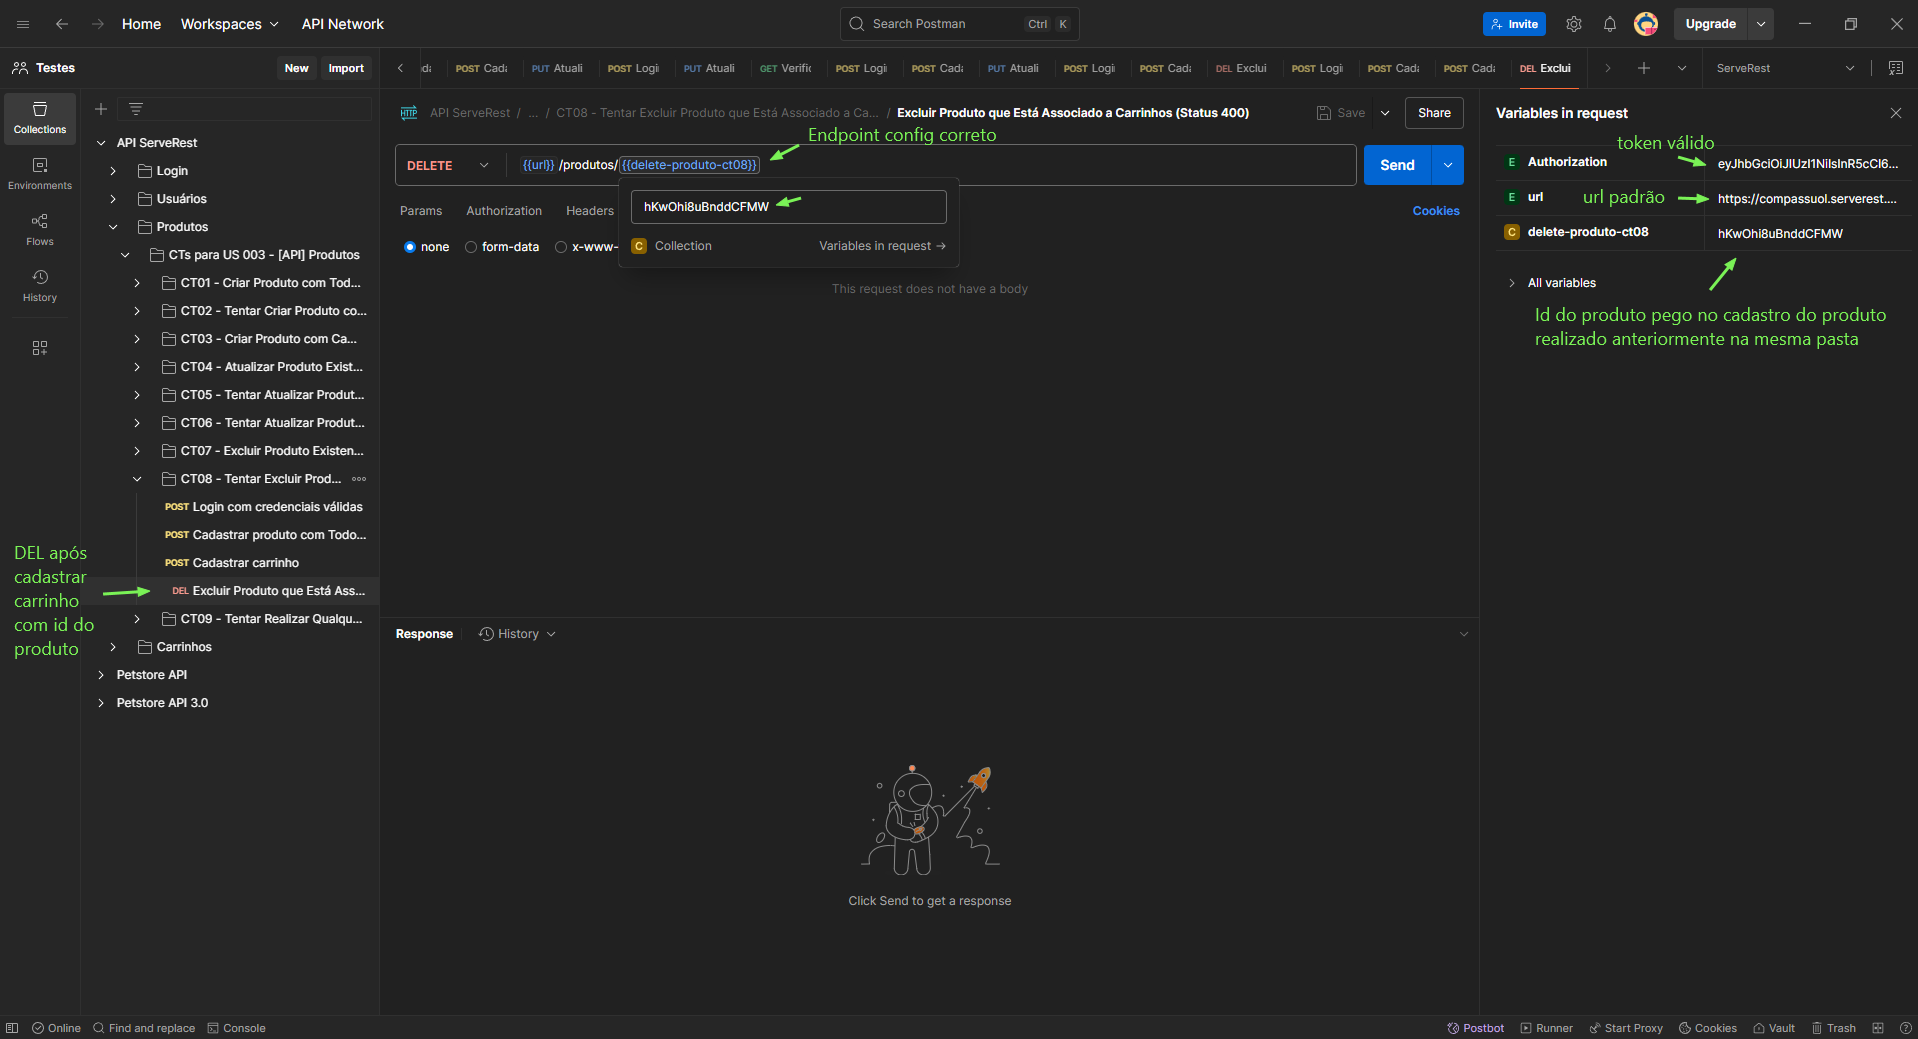 Home Workspaces API Network
Search Postman Ctrl K
Invite
Upgrade
Testes
New Import
POST Cada
PUT Atuali
POST Logi
PUT Atuali
GET Verific
POST Logi
POST Cada
PUT Atuali
POST Logi
POST Cada
DEL Exclui
POST Logi
POST Cada
POST Cada
DEL Exclui
ServeRest
Collections
Environments
Flows
History
API ServeRest
Login
Usuários
Produtos
CTs para US 003 - [API] Produtos
CT01 - Criar Produto com Tod...
CT02 - Tentar Criar Produto co...
CT03 - Criar Produto com Ca...
CT04 - Atualizar Produto Exist...
CT05 - Tentar Atualizar Produt...
CT06 - Tentar Atualizar Produt...
CT07 - Excluir Produto Existen...
CT08 - Tentar Excluir Prod...
POST Login com credenciais válidas
POST Cadastrar produto com Todo...
POST Cadastrar carrinho
DEL Excluir Produto que Está Ass...
CT09 - Tentar Realizar Qualqu...
Carrinhos
Petstore API
Petstore API 3.0
DEL após
cadastrar
carrinho
com id do
produto
HTTP API ServeRest / ... / CT08 - Tentar Excluir Produto que Está Associado a Ca... / Excluir Produto que Está Associado a Carrinhos (Status 400)
Save
Share
Endpoint config correto
DELETE {{url}} /produtos/ {{delete-produto-ct08}}
Send
hKwOhi8uBnddCFMW
C Collection Variables in request →
Params Authorization Headers
Cookies
none form-data x-www-
This request does not have a body
Response History
Click Send to get a response
Variables in request
token válido
E Authorization eyJhbGciOiJIUzI1NiIsInR5cCI6...
url padrão
E url https://compassuol.serverest....
C delete-produto-ct08 hKwOhi8uBnddCFMW
All variables
Id do produto pego no cadastro do produto
realizado anteriormente na mesma pasta
Online Find and replace Console
Postbot Runner Start Proxy Cookies Vault Trash